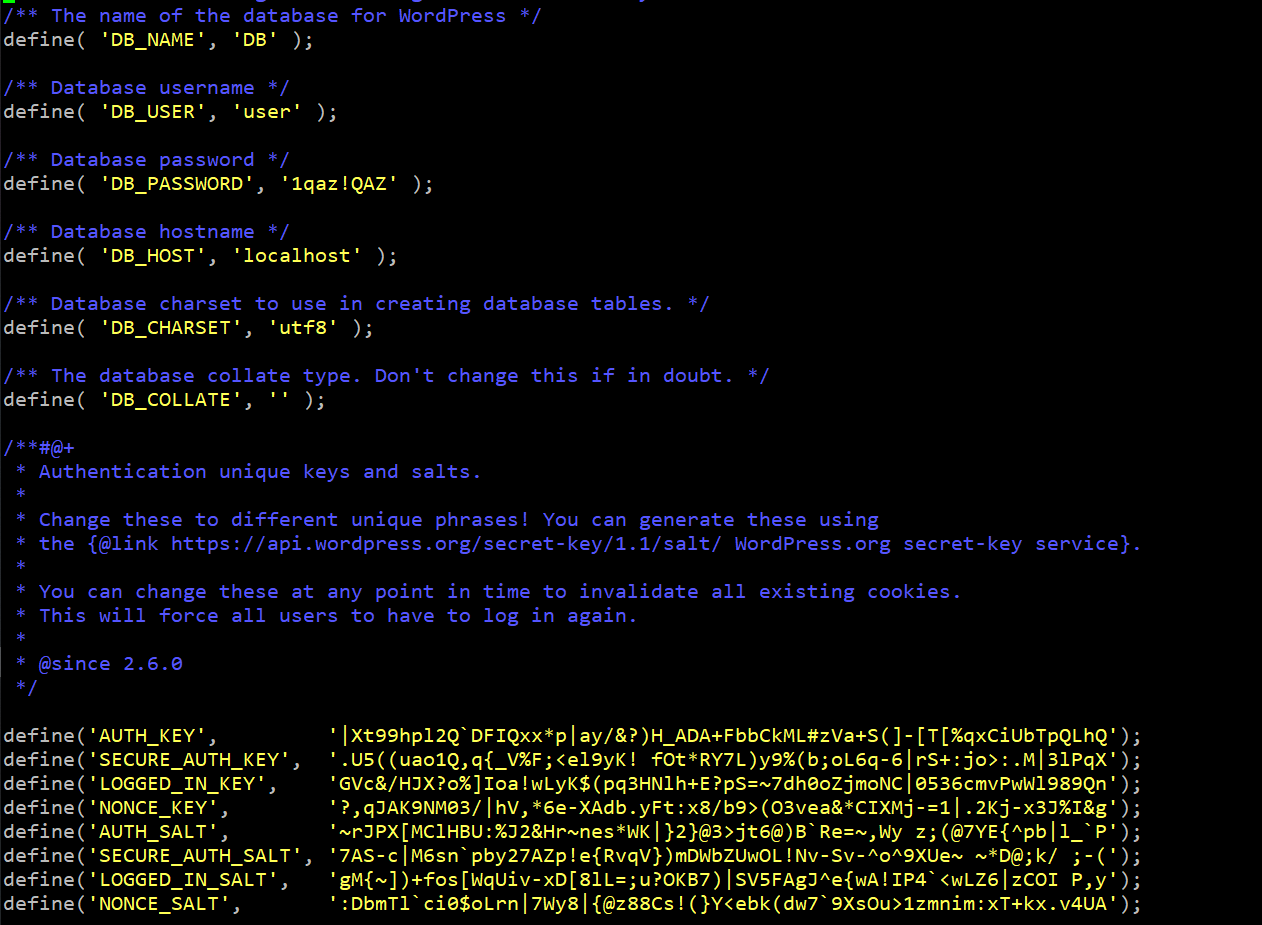 /** The name of the database for WordPress */
define( 'DB_NAME', 'DB' );
/** Database username */
define( 'DB_USER', 'user' );
/** Database password */
define( 'DB_PASSWORD', '1qaz!QAZ' );
/** Database hostname */
define( 'DB_HOST', 'localhost' );
/** Database charset to use in creating database tables. */
define( 'DB_CHARSET', 'utf8' );
/** The database collate type. Don't change this if in doubt. */
define( 'DB_COLLATE', '' );
/**#@+
 * Authentication unique keys and salts.
 *
 * Change these to different unique phrases! You can generate these using
 * the {@link https://api.wordpress.org/secret-key/1.1/salt/ WordPress.org secret-key service}.
 *
 * You can change these at any point in time to invalidate all existing cookies.
 * This will force all users to have to log in again.
 *
 * @since 2.6.0
 */
define('AUTH_KEY',         '|Xt99hpl2Q`DFIQxx*p|ay/&?)H_ADA+FbbCkML#zVa+S(]-[T[%qxCiUbTpQLhQ');
define('SECURE_AUTH_KEY',  '.U5((uao1Q,q{_V%F;<el9yK! fOt*RY7L)y9%(b;oL6q-6|rS+:jo>:.M|3lPqX');
define('LOGGED_IN_KEY',    'GVc&/HJX?o%]Ioa!wLyK$(pq3HNlh+E?pS=~7dh0oZjmoNC|0536cmvPwWl989Qn');
define('NONCE_KEY',        '?,qJAK9NM03/|hV,*6e-XAdb.yFt:x8/b9>(O3vea&*CIXMj-=1|.2Kj-x3J%I&g');
define('AUTH_SALT',        '~rJPX[MClHBU:%J2&Hr~nes*WK|}2}@3>jt6@)B`Re=~,Wy z;(@7YE{^pb|l_`P');
define('SECURE_AUTH_SALT', '7AS-c|M6sn`pby27AZp!e{RvqV})mDWbZUwOL!Nv-Sv-^o^9XUe~ ~*D@;k/ ;-(');
define('LOGGED_IN_SALT',   'gM{~])+fos[WqUiv-xD[8lL=;u?OKB7)|SV5FAgJ^e{wA!IP4`<wLZ6|zCOI P,y');
define('NONCE_SALT',       ':DbmTl`ci0$oLrn|7Wy8|{@z88Cs!(}Y<ebk(dw7`9XsOu>1zmnim:xT+kx.v4UA');